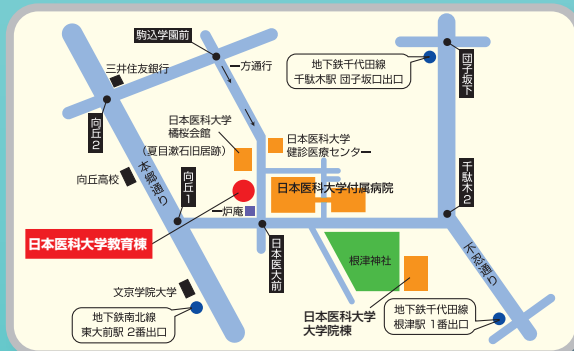 駒込学園前
三井住友銀行
一方通行
地下鉄千代田線
千駄木駅 団子坂口出口
団子坂下
向丘2
日本医科大学
橘桜会館
(夏目漱石旧居跡)
日本医科大学
健診医療センター
向丘高校
本郷通り
向丘1
日本医科大学付属病院
千駄木2
一炉庵
日本医科大学教育棟
日本医大前
根津神社
不忍通り
文京学院大学
地下鉄南北線
東大前駅 2番出口
日本医科大学
大学院棟
地下鉄千代田線
根津駅 1番出口